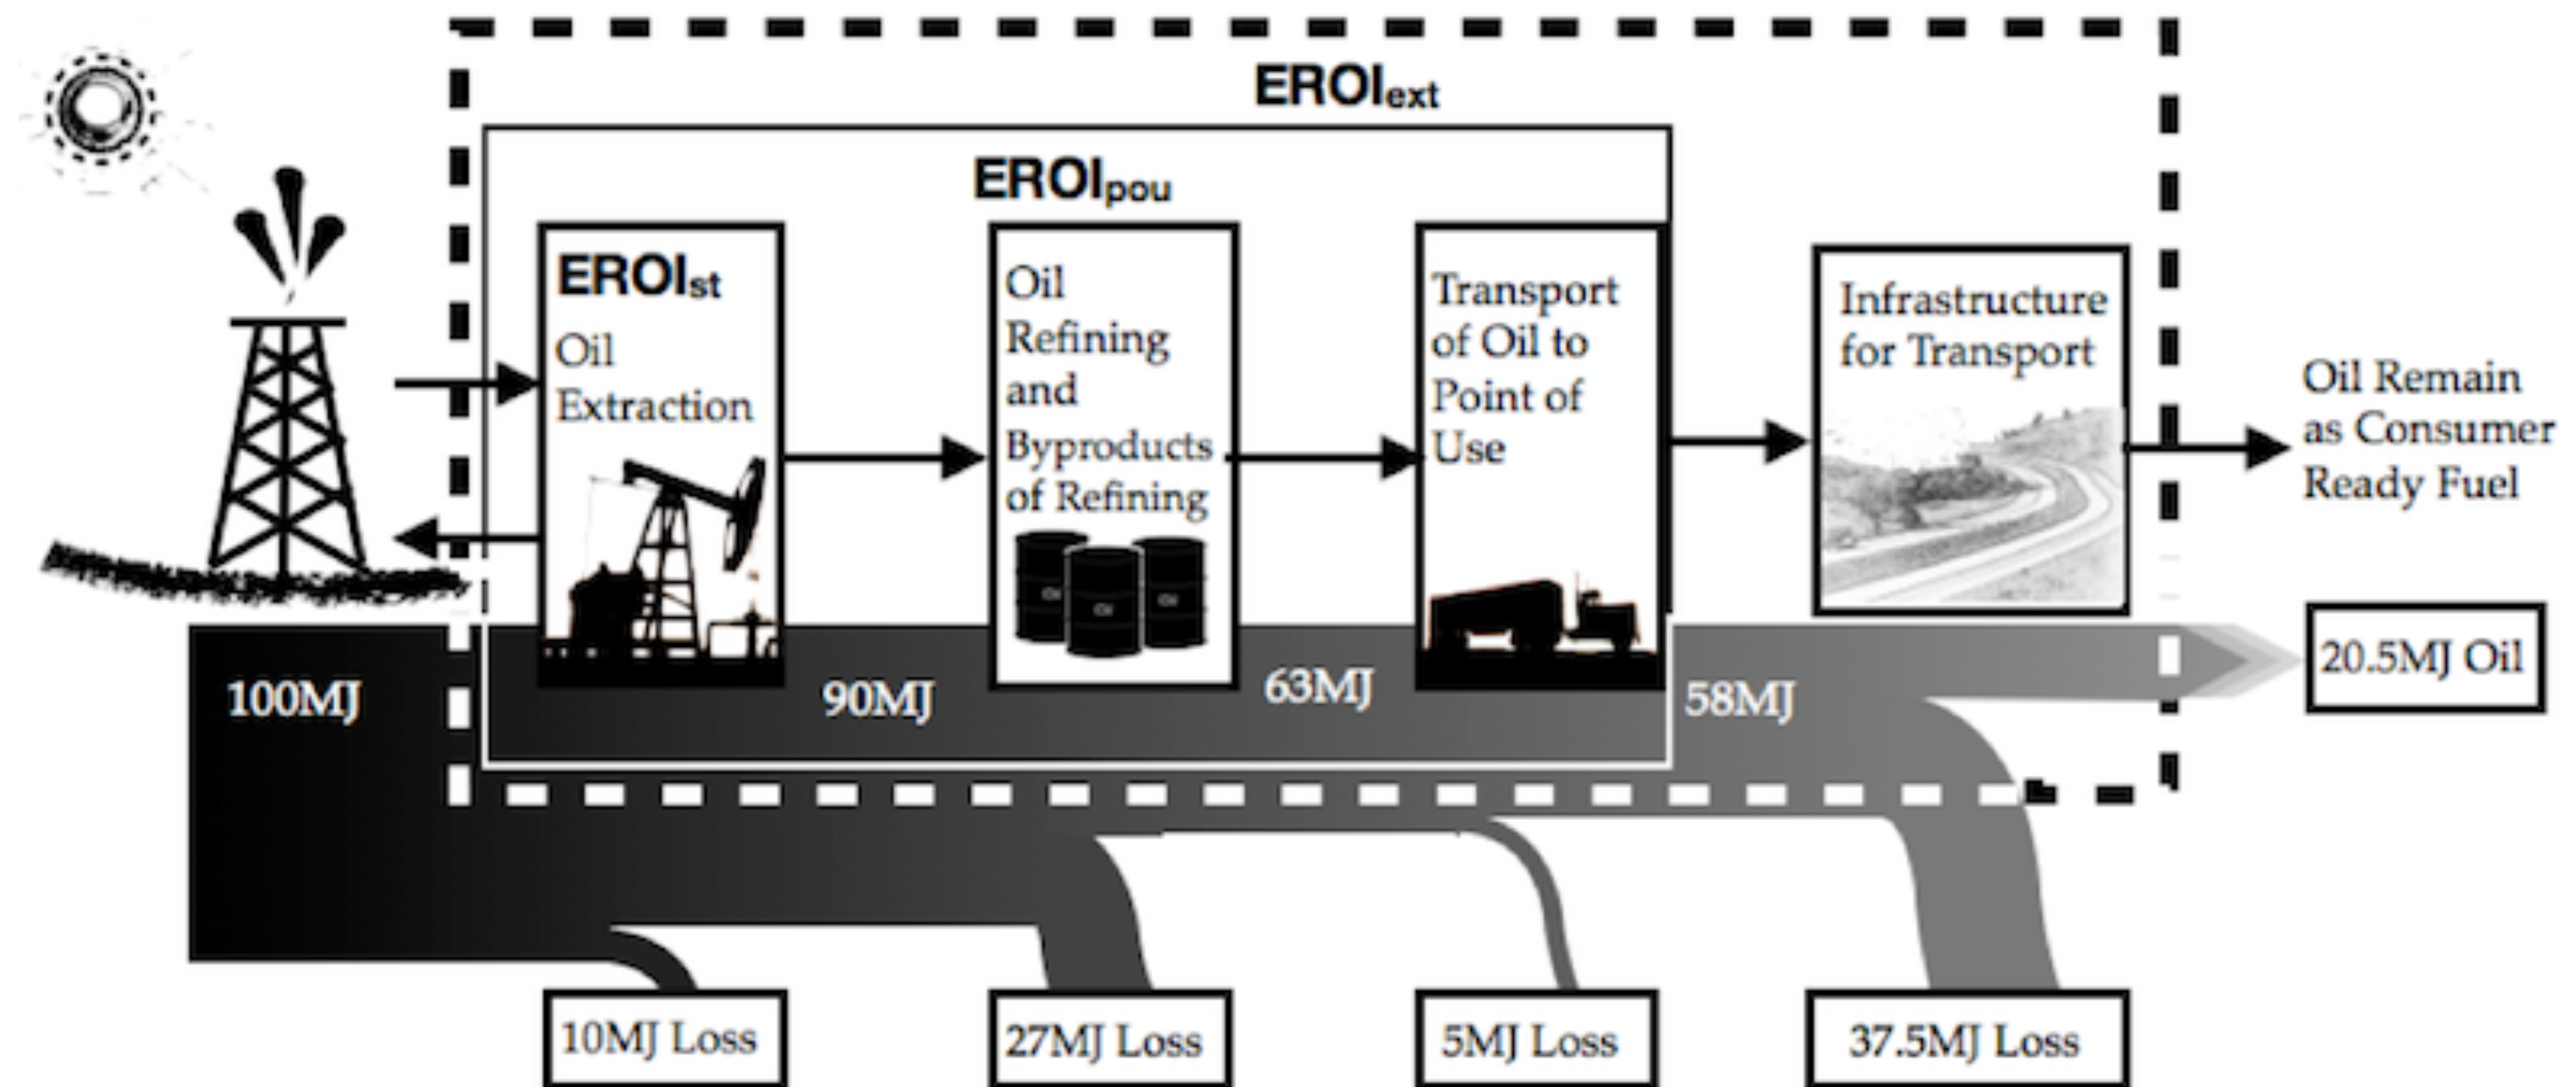 EROIext
EROIpou
EROIst
Oil
Extraction
Oil
Refining
and
Byproducts
of Refining
Transport
of Oil to
Point of
Use
Infrastructure
for Transport
Oil Remain
as Consumer
Ready Fuel
Oil
100MJ
90MJ
63MJ
58MJ
20.5MJ Oil
10MJ Loss
27MJ Loss
5MJ Loss
37.5MJ Loss